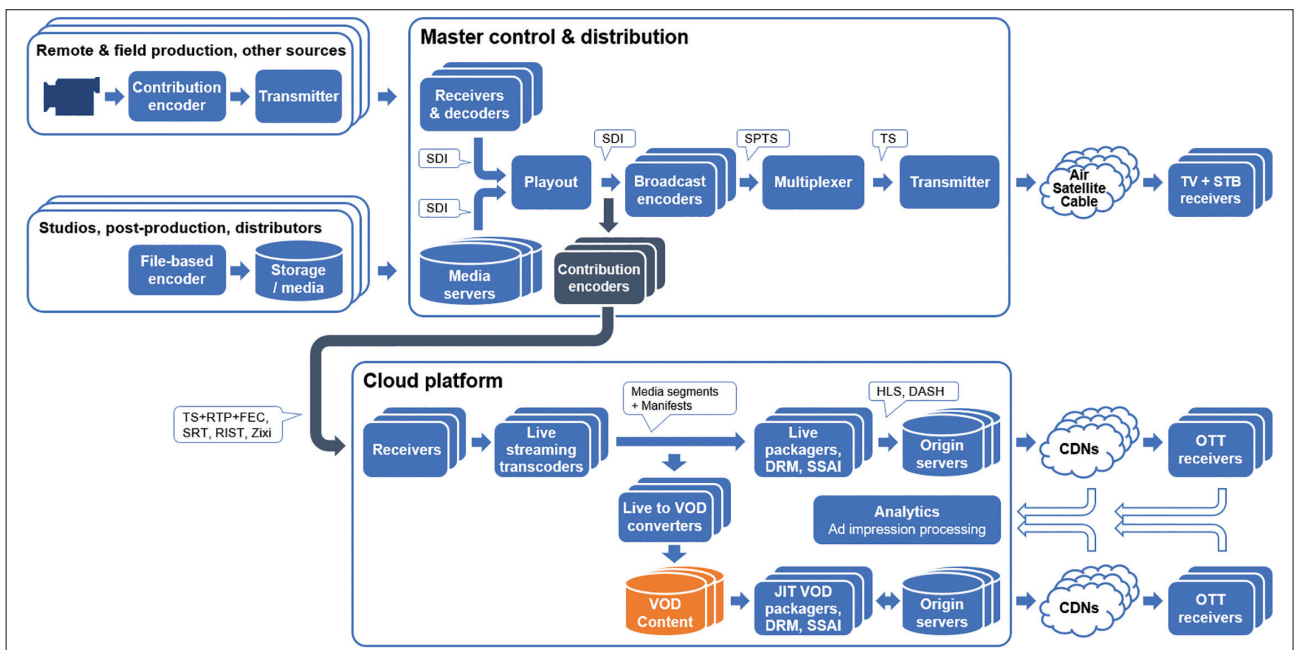 Remote & field production, other sources
Contribution
encoder
Transmitter
Master control & distribution
Receivers
& decoders
SDI
SDI
SDI
Playout
Broadcast
encoders
SPTS
Multiplexer
TS
Transmitter
Air
Satellite
Cable
TV + STB
receivers
Studios, post-production, distributors
File-based
encoder
Storage
/ media
Media
servers
Contribution
encoders
TS+RTP+FEC,
SRT, RIST, Zixi
Cloud platform
Receivers
Live
streaming
transcoders
Media segments
+ Manifests
Live
packagers,
DRM, SSAI
HLS, DASH
Origin
servers
CDNs
OTT
receivers
Live to VOD
converters
Analytics
Ad impression processing
VOD
Content
JIT VOD
packagers,
DRM, SSAI
Origin
servers
CDNs
OTT
receivers